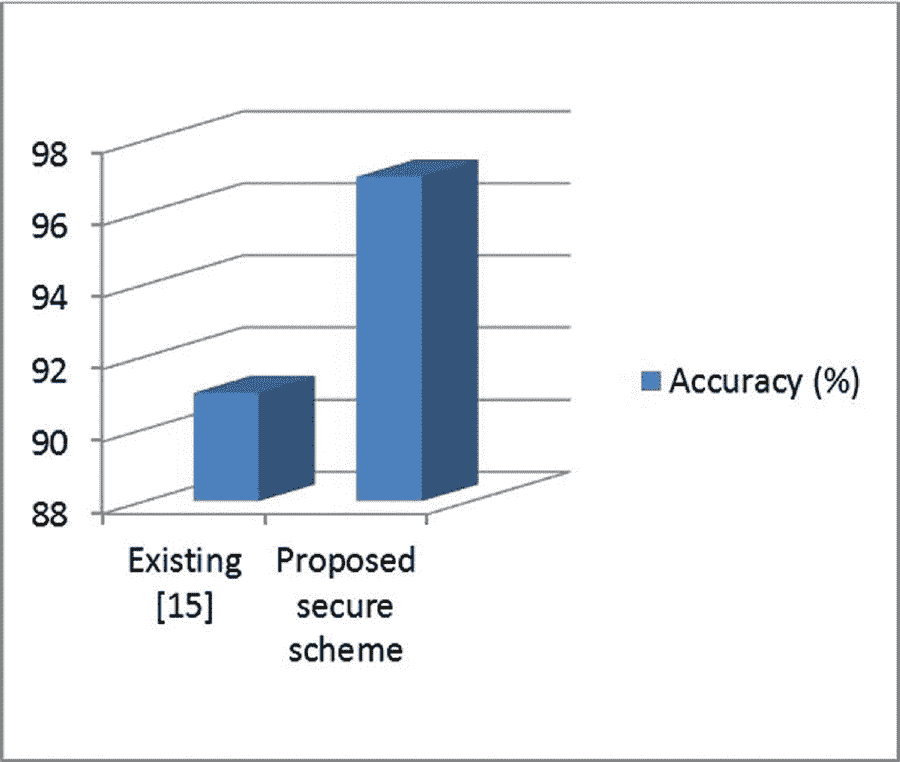 98
96
94
92
90
88
Accuracy (%)
Existing
[15]
Proposed
secure
scheme